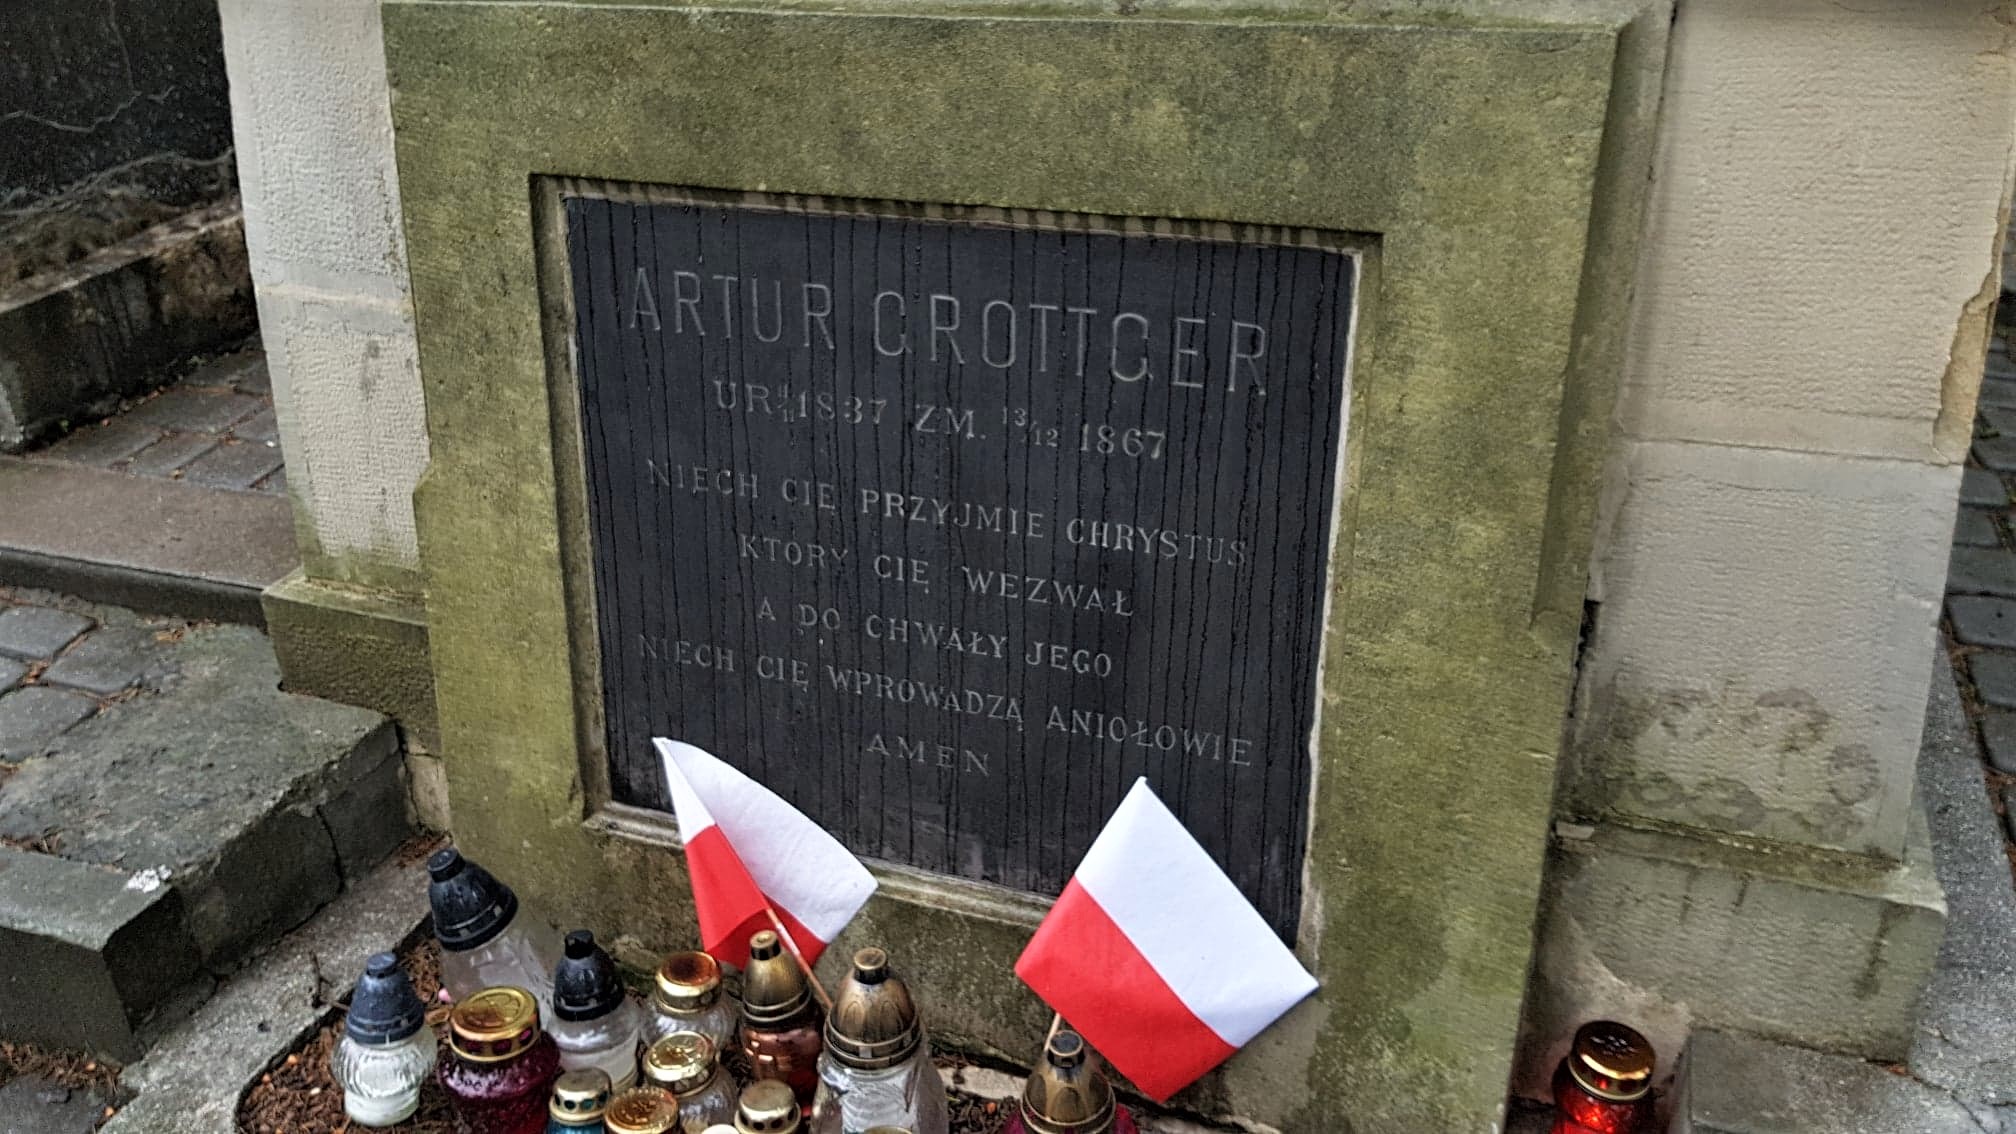 ARTUR GROTTGER
UR 11/11 1837 ZM. 13/12 1867
NIECH CIĘ PRZYJMIE CHRYSTUS
KTÓRY CIĘ WEZWAŁ
A DO CHWAŁY JEGO
NIECH CIĘ WPROWADZĄ ANIOŁOWIE
AMEN